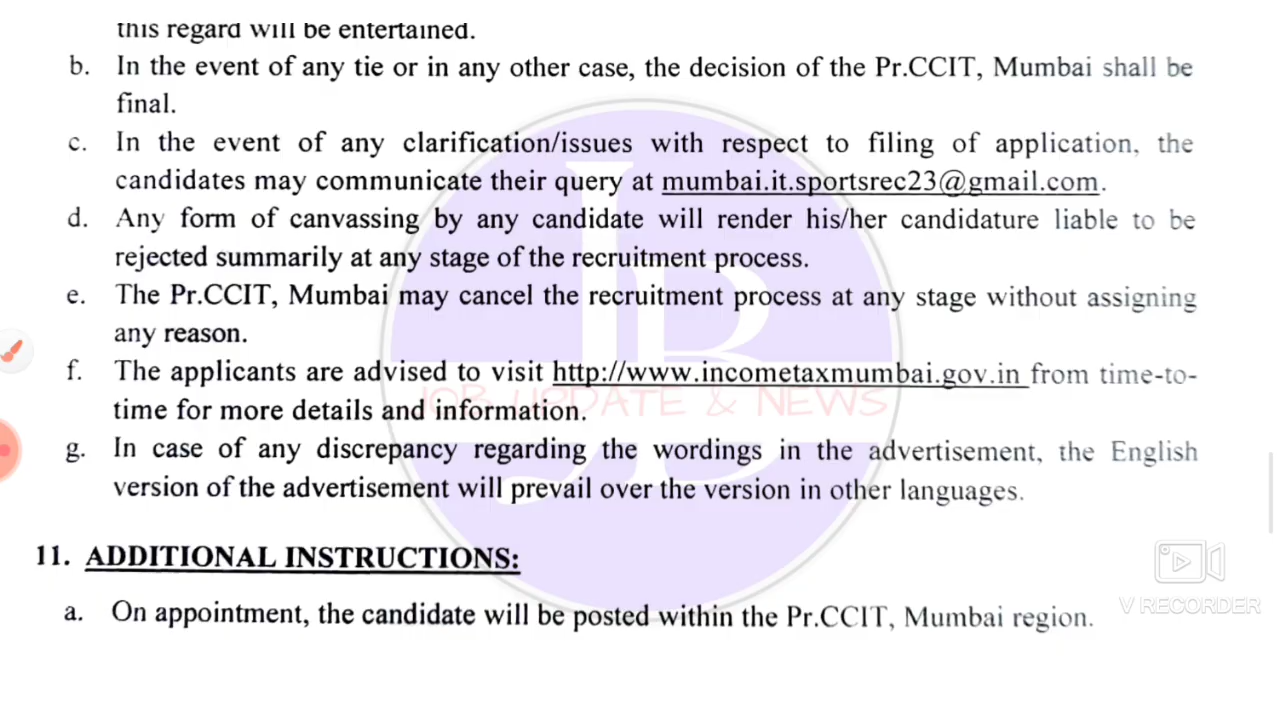 this regard will be entertained.
b. In the event of any tie or in any other case, the decision of the Pr.CCIT, Mumbai shall be
final.
c. In the event of any clarification/issues with respect to filing of application, the
candidates may communicate their query at mumbai.it.sportsrec23@gmail.com.
d. Any form of canvassing by any candidate will render his/her candidature liable to be
rejected summarily at any stage of the recruitment process.
e. The Pr.CCIT, Mumbai may cancel the recruitment process at any stage without assigning
any reason.
f. The applicants are advised to visit http://www.incometaxmumbai.gov.in from time-to-
JOB UPDATE & NEWS
time for more details and information.
g. In case of any discrepancy regarding the wordings in the advertisement, the English
version of the advertisement will prevail over the version in other languages.
11. ADDITIONAL INSTRUCTIONS:
a. On appointment, the candidate will be posted within the Pr.CCIT, Mumbai region.
V RECORDER
JB